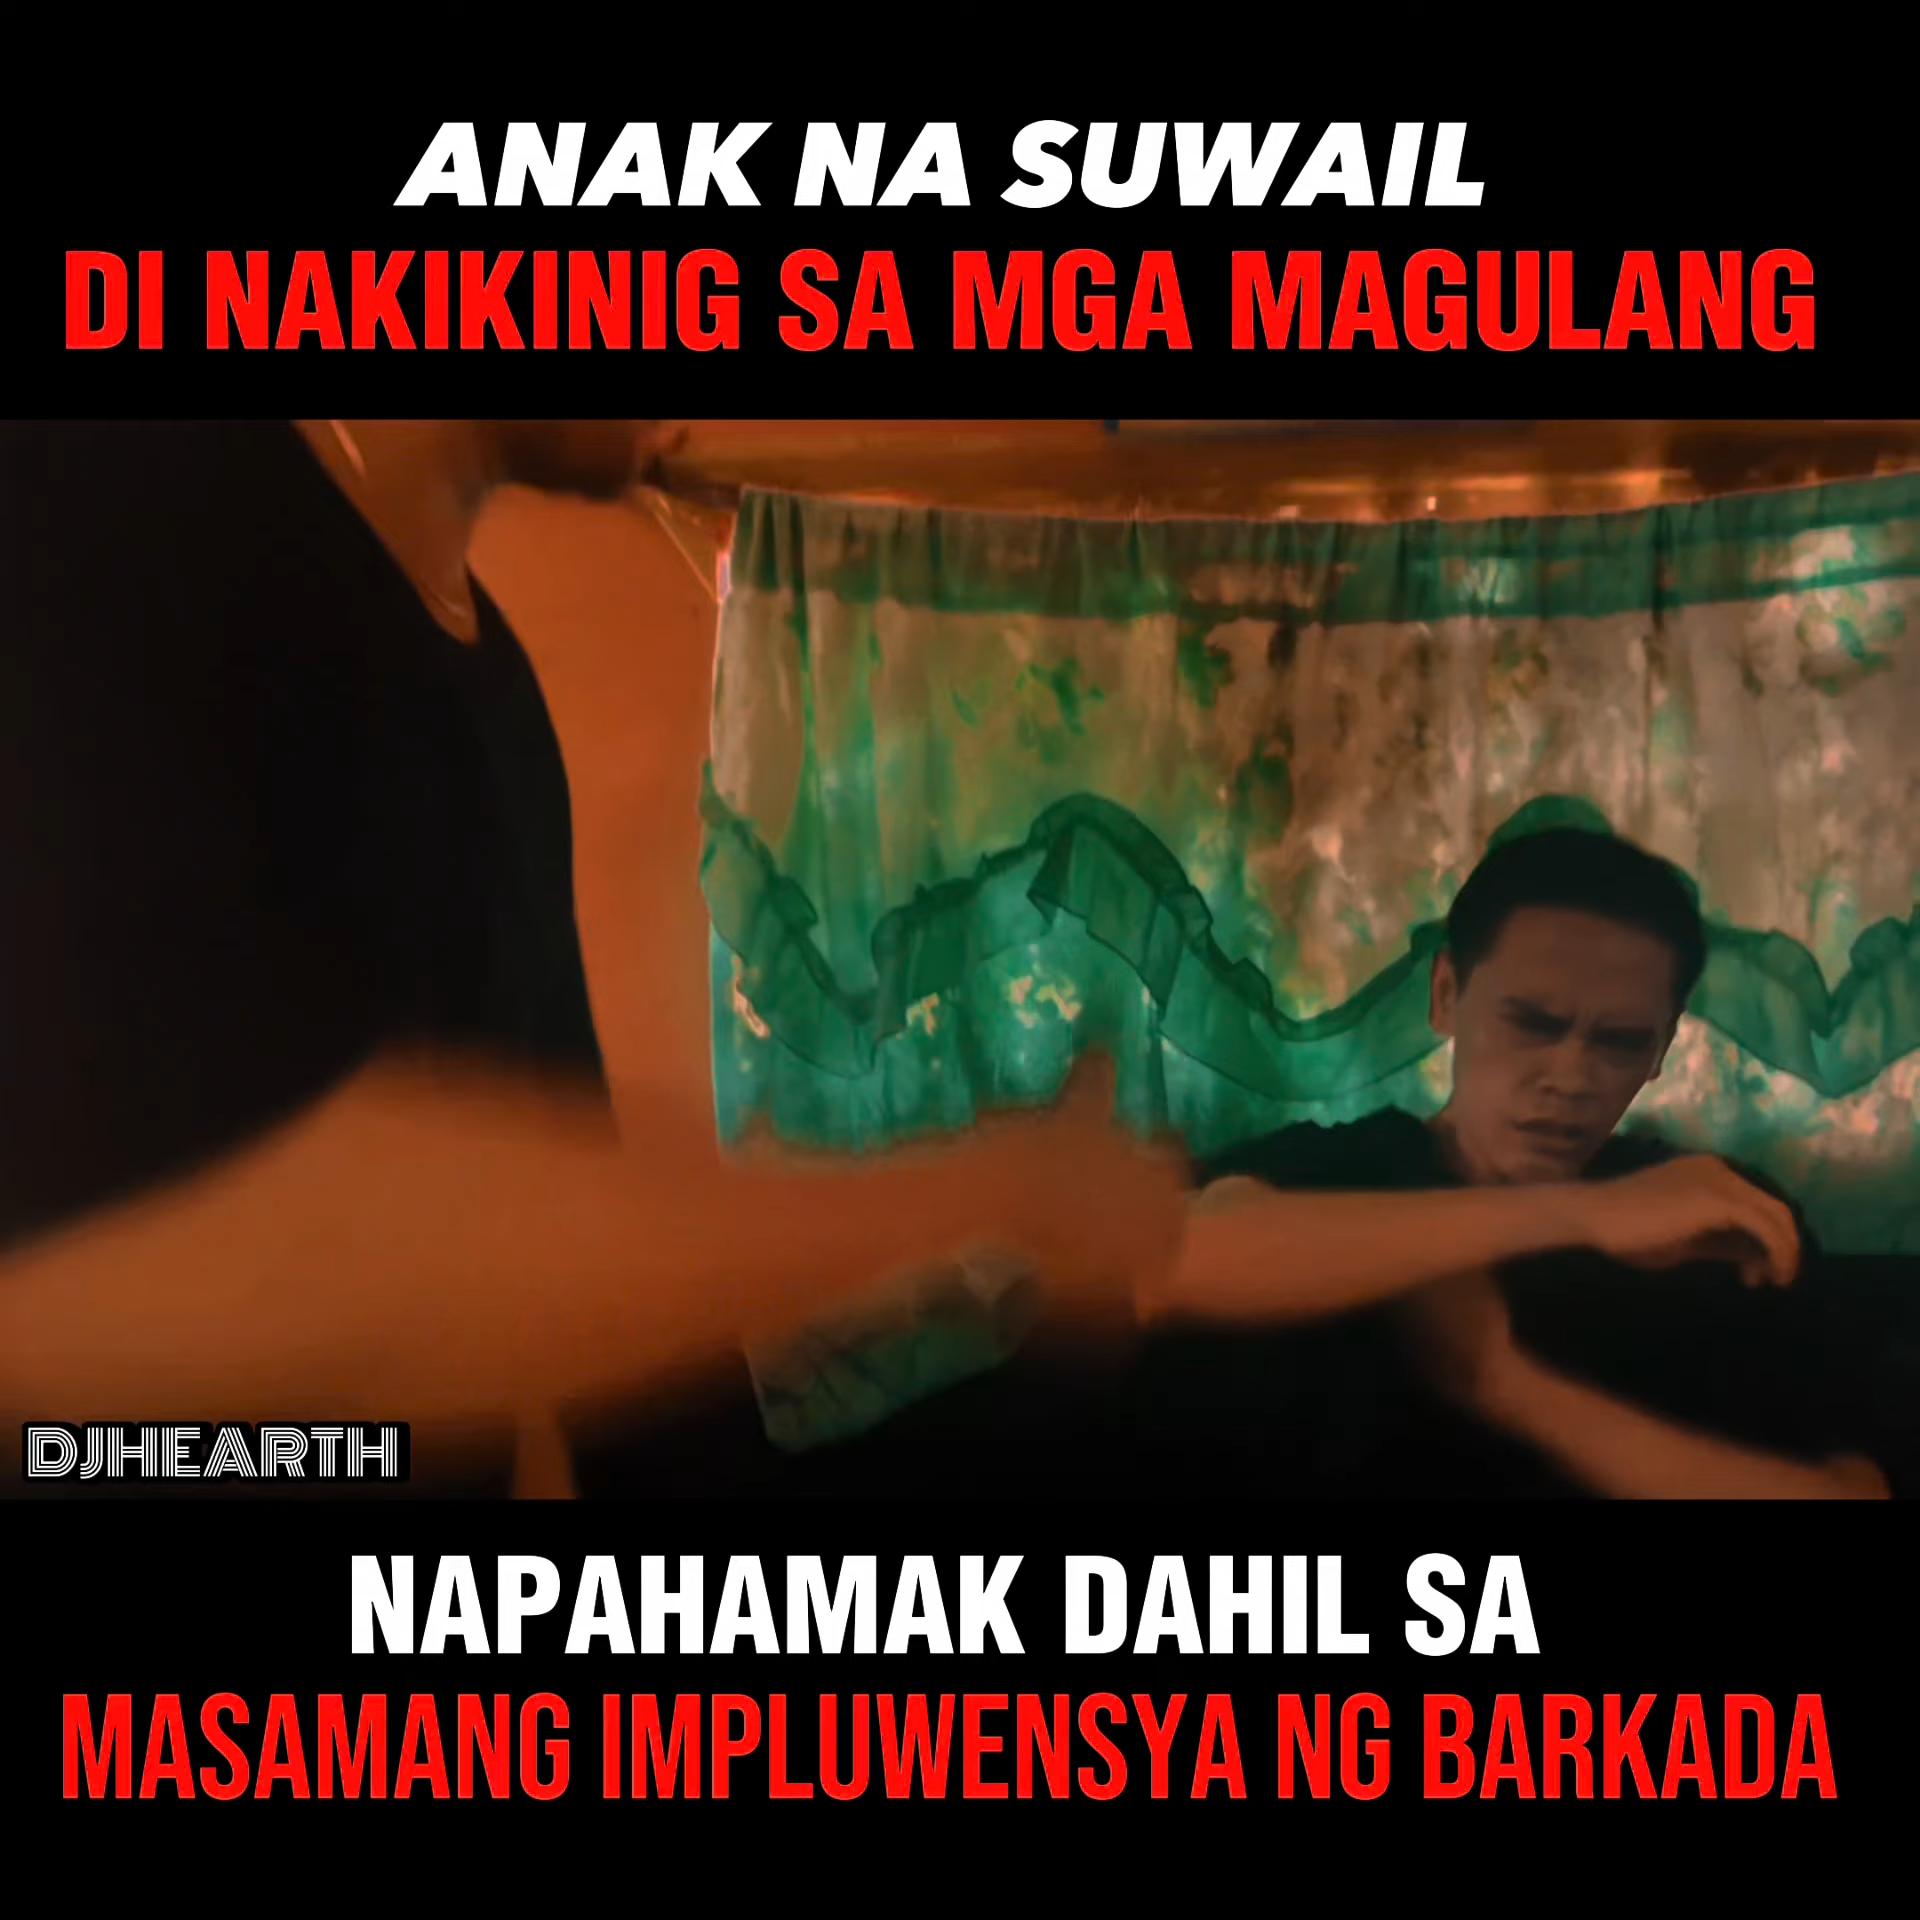 ANAK NA SUWAIL
DI NAKIKINIG SA MGA MAGULANG
DJHEARTH
NAPAHAMAK DAHIL SA
MASAMANG IMPLUWENSYA NG BARKADA